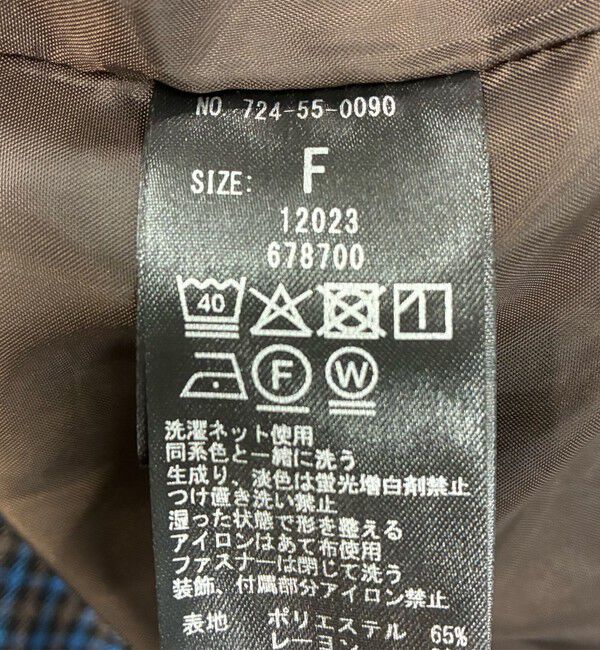 NO. 724-55-0090
SIZE: F
12023
678700
40
F W
洗濯ネット使用
同系色と一緒に洗う
生成り、淡色は蛍光増白剤禁止
つけ置き洗い禁止
湿った状態で形を整える
アイロンはあて布使用
ファスナーは閉じて洗う
装飾、付属部分アイロン禁止
表地 ポリエステル 65%
レーヨン